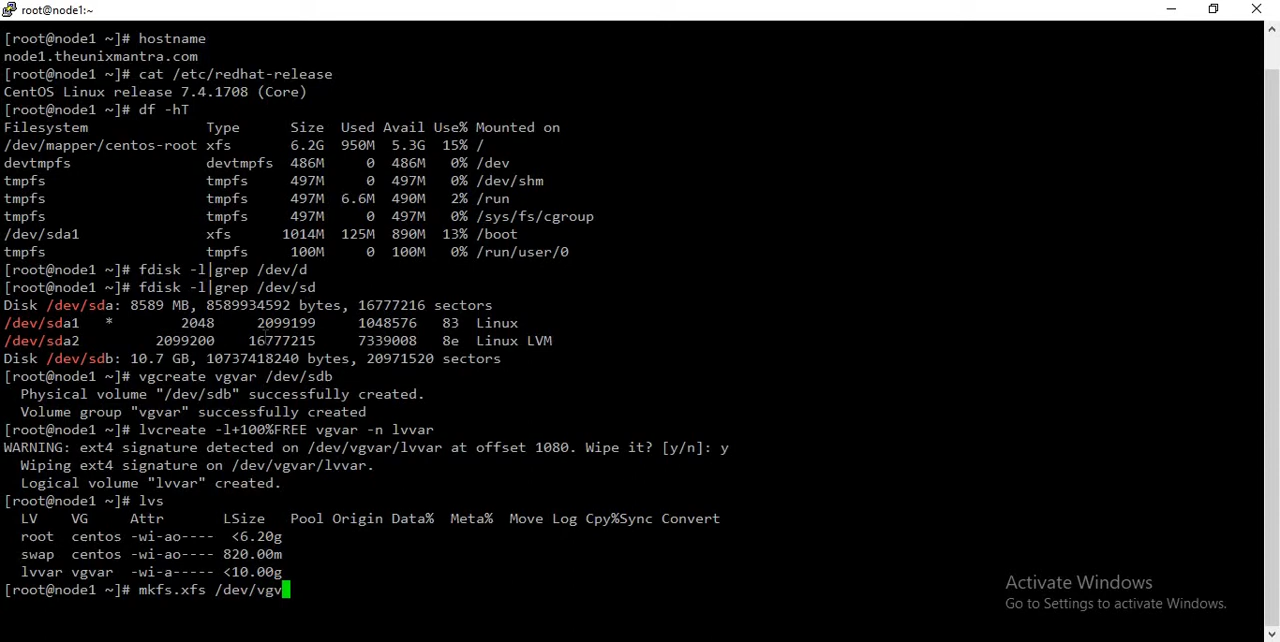 root@node1:~
[root@node1 ~]# hostname
node1.theunixmantra.com
[root@node1 ~]# cat /etc/redhat-release
CentOS Linux release 7.4.1708 (Core)
[root@node1 ~]# df -hT
Filesystem Type Size Used Avail Use% Mounted on
/dev/mapper/centos-root xfs 6.2G 950M 5.3G 15% /
devtmpfs devtmpfs 486M 0 486M 0% /dev
tmpfs tmpfs 497M 0 497M 0% /dev/shm
tmpfs tmpfs 497M 6.6M 490M 2% /run
tmpfs tmpfs 497M 0 497M 0% /sys/fs/cgroup
/dev/sda1 xfs 1014M 125M 890M 13% /boot
tmpfs tmpfs 100M 0 100M 0% /run/user/0
[root@node1 ~]# fdisk -l|grep /dev/d
[root@node1 ~]# fdisk -l|grep /dev/sd
Disk /dev/sda: 8589 MB, 8589934592 bytes, 16777216 sectors
/dev/sda1 * 2048 2099199 1048576 83 Linux
/dev/sda2 2099200 16777215 7339008 8e Linux LVM
Disk /dev/sdb: 10.7 GB, 10737418240 bytes, 20971520 sectors
[root@node1 ~]# vgcreate vgvar /dev/sdb
Physical volume "/dev/sdb" successfully created.
Volume group "vgvar" successfully created
[root@node1 ~]# lvcreate -l+100%FREE vgvar -n lvvar
WARNING: ext4 signature detected on /dev/vgvar/lvvar at offset 1080. Wipe it? [y/n]: y
Wiping ext4 signature on /dev/vgvar/lvvar.
Logical volume "lvvar" created.
[root@node1 ~]# lvs
LV VG Attr LSize Pool Origin Data% Meta% Move Log Cpy%Sync Convert
root centos -wi-ao---- <6.20g
swap centos -wi-ao---- 820.00m
lvvar vgvar -wi-a----- <10.00g
[root@node1 ~]# mkfs.xfs /dev/vgv
Activate Windows
Go to Settings to activate Windows.